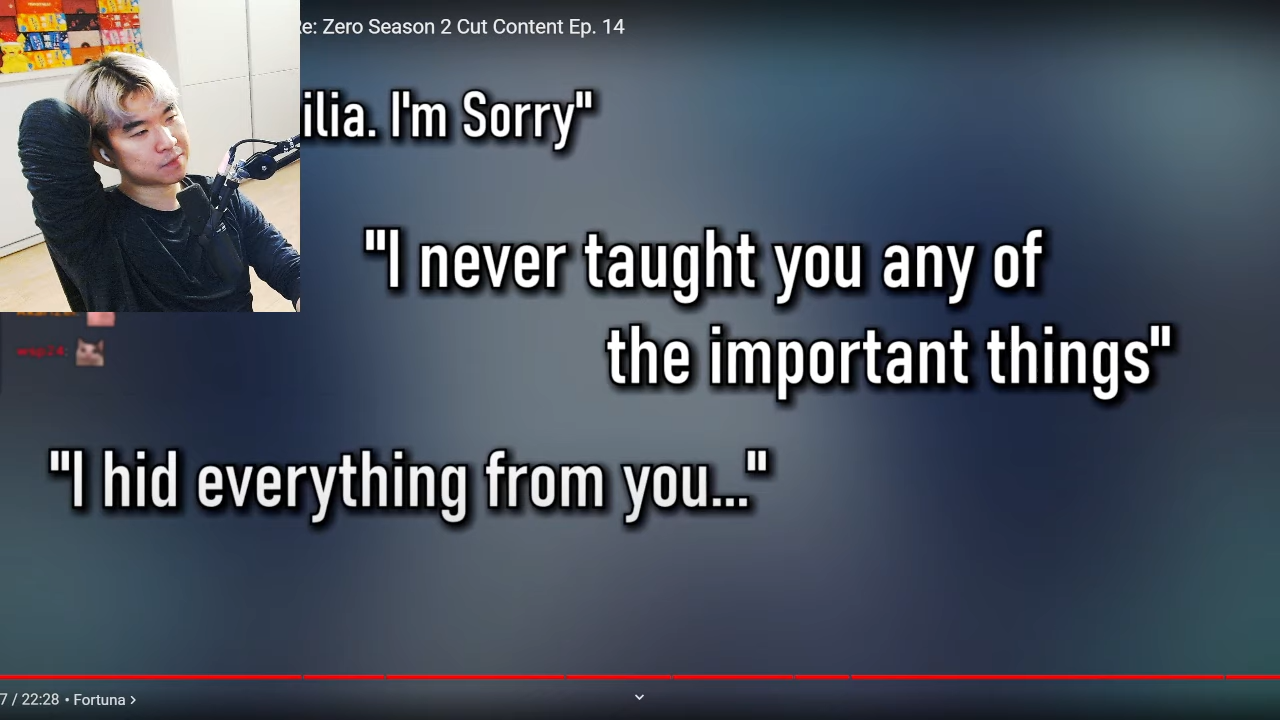 e: Zero Season 2 Cut Content Ep. 14
ilia. I'm Sorry"
"I never taught you any of
the important things"
"I hid everything from you..."
7 / 22:28 • Fortuna